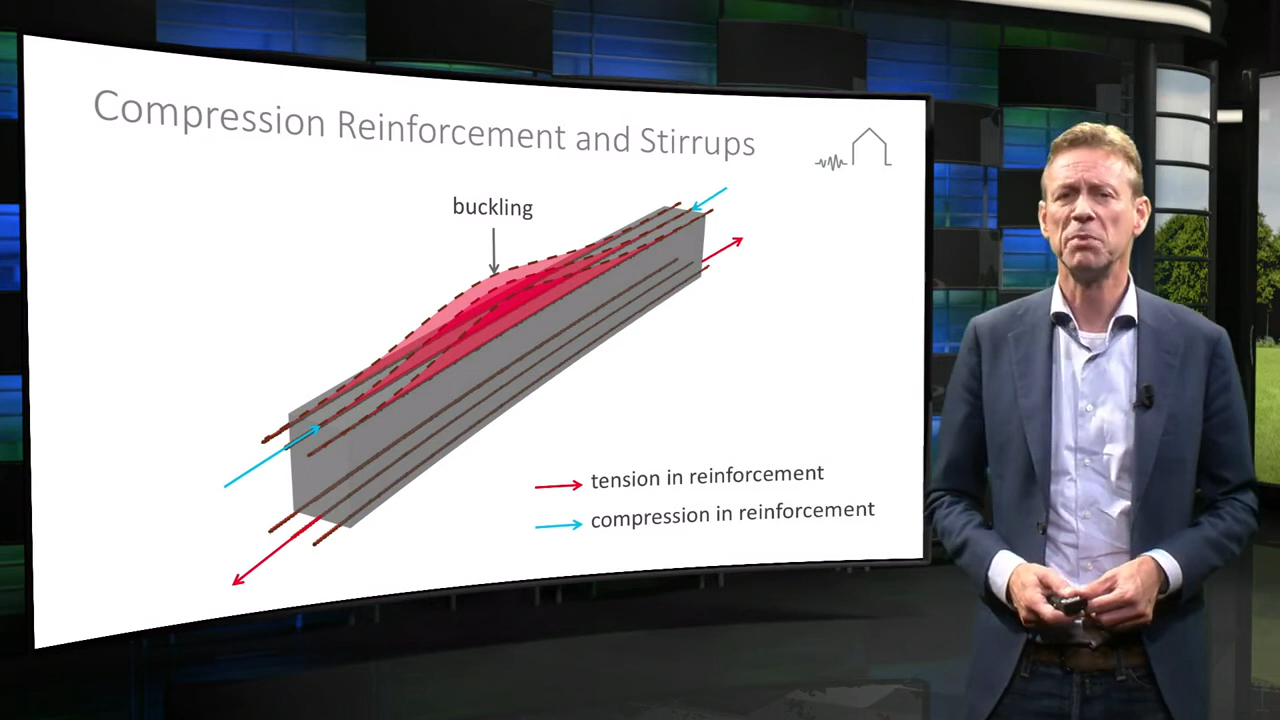 Compression Reinforcement and Stirrups
buckling
tension in reinforcement
compression in reinforcement